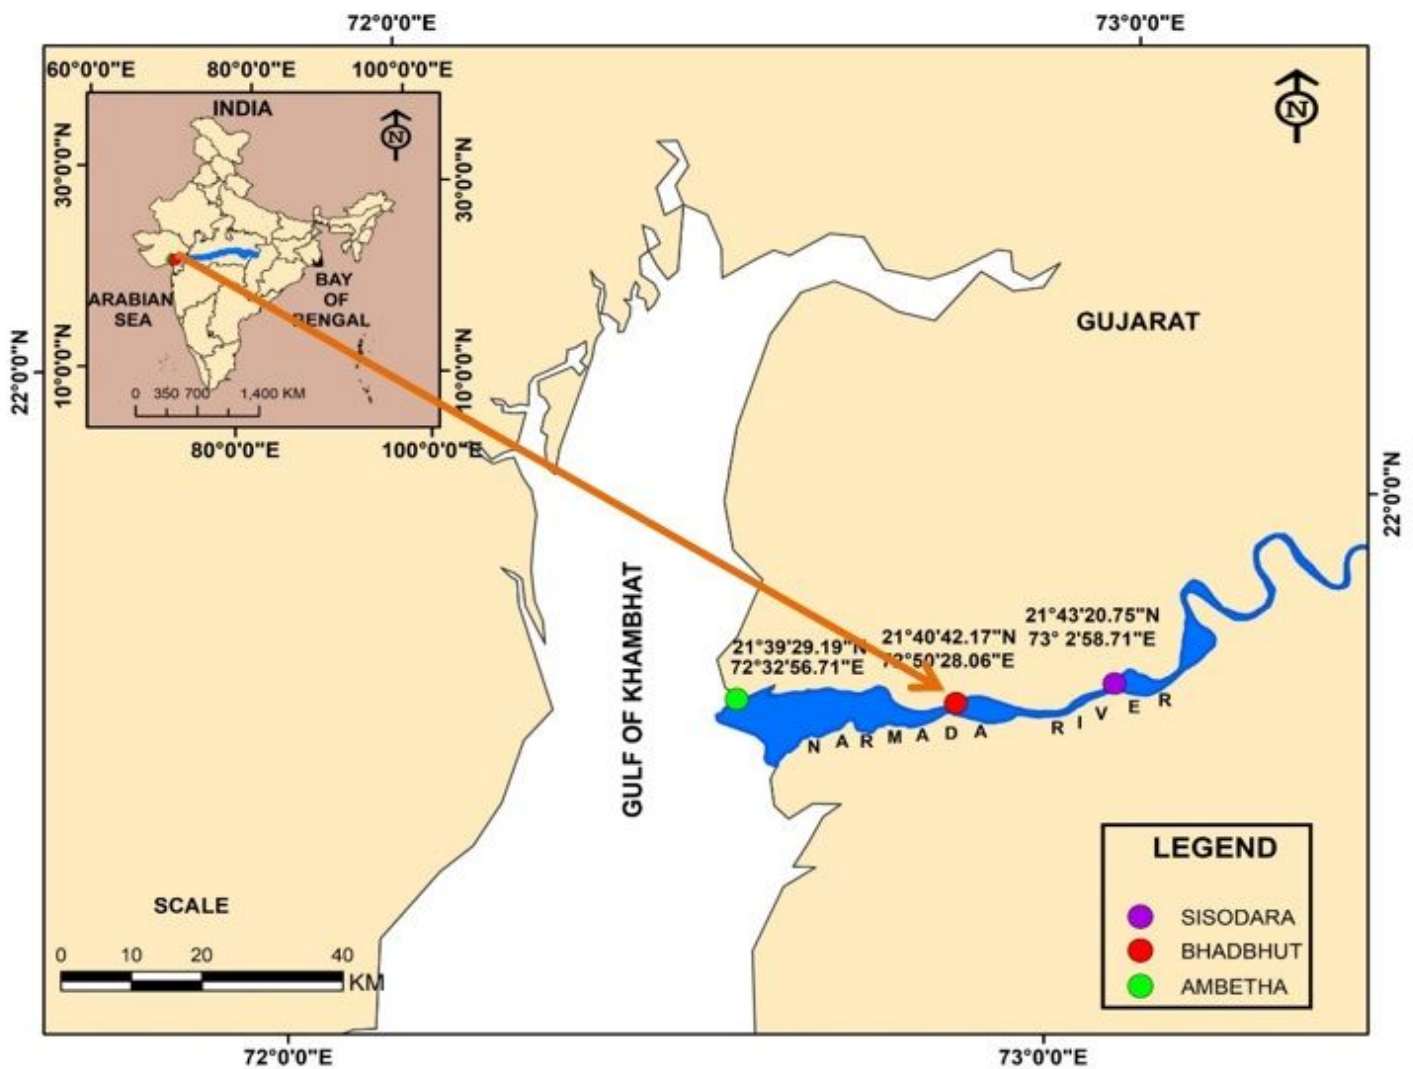 72°0'0"E
73°0'0"E
60°0'0"E
80°0'0"E
100°0'0"E
INDIA
N
N
30°0'0"N
30°0'0"N
ARABIAN
SEA
BAY
OF
BENGAL
10°0'0"N
10°0'0"N
0 350 700 1,400 KM
80°0'0"E
100°0'0"E
22°0'0"N
22°0'0"N
GUJARAT
GULF OF KHAMBHAT
21°39'29.19"N
72°32'56.71"E
21°40'42.17"N
72°50'28.06"E
21°43'20.75"N
73° 2'58.71"E
NARMADA RIVER
SCALE
0 10 20 40
KM
LEGEND
SISODARA
BHADBHUT
AMBETHA
72°0'0"E
73°0'0"E